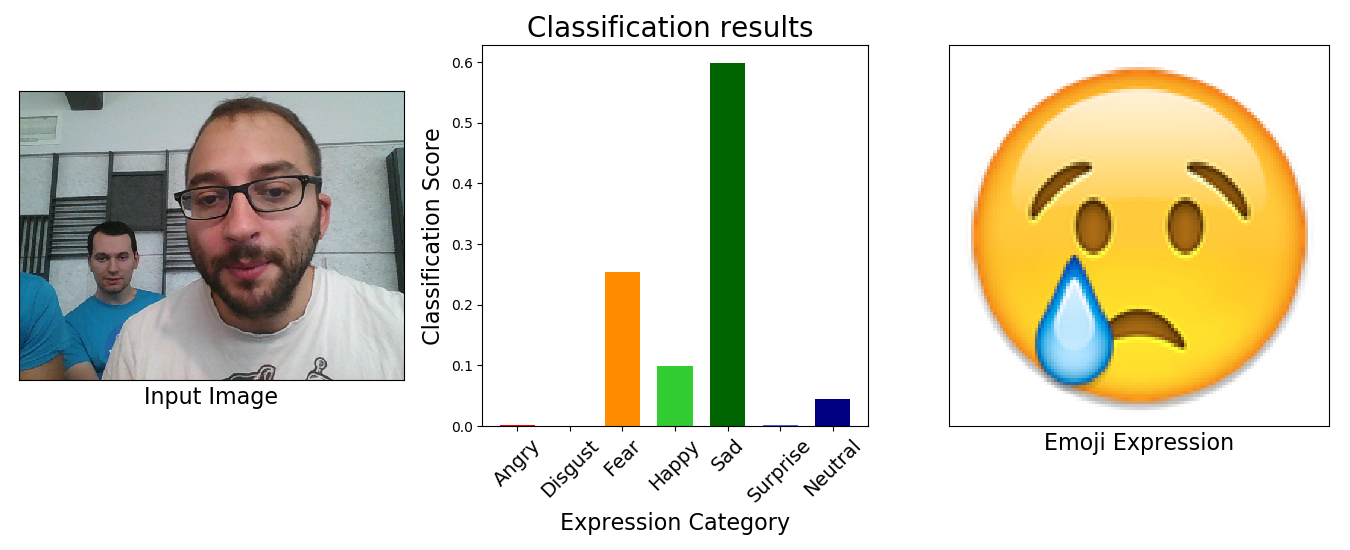 Classification results
Classification Score
0.6
0.5
0.4
0.3
0.2
0.1
0.0
Angry
Disgust
Fear
Happy
Sad
Surprise
Neutral
Expression Category
Input Image
Emoji Expression